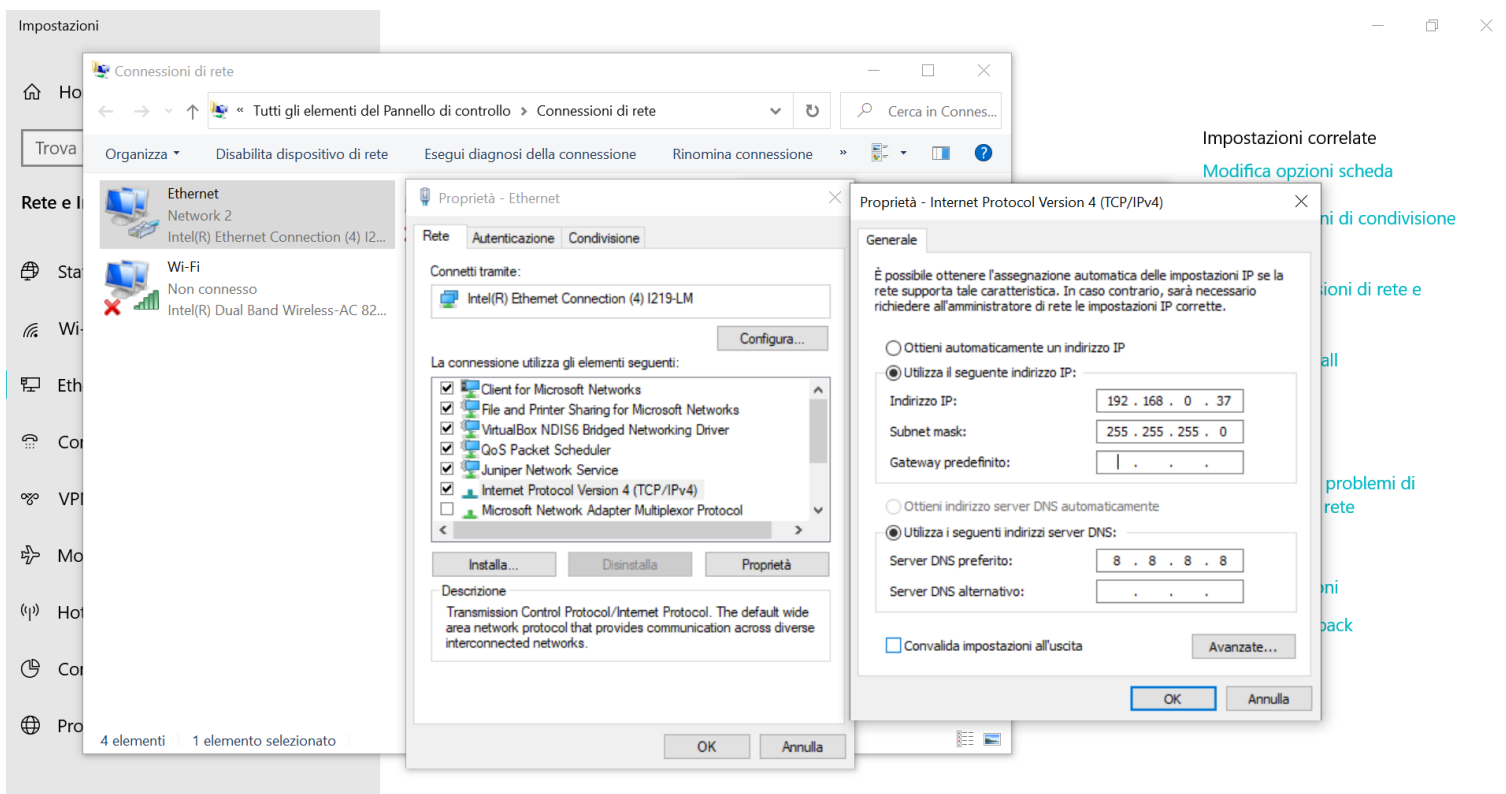 Impostazioni
Ho
Trova
Rete e I
Sta
Wi-
Eth
Cor
VPN
Mo
Hot
Cor
Pro
Connessioni di rete
« Tutti gli elementi del Pannello di controllo > Connessioni di rete
Cerca in Connes...
Organizza Disabilita dispositivo di rete Esegui diagnosi della connessione Rinomina connessione »
Ethernet
Network 2
Intel(R) Ethernet Connection (4) I2...
Wi-Fi
Non connesso
Intel(R) Dual Band Wireless-AC 82...
4 elementi 1 elemento selezionato
Proprietà - Ethernet
Rete Autenticazione Condivisione
Connetti tramite:
Intel(R) Ethernet Connection (4) I219-LM
Configura...
La connessione utilizza gli elementi seguenti:
Client for Microsoft Networks
File and Printer Sharing for Microsoft Networks
VirtualBox NDIS6 Bridged Networking Driver
QoS Packet Scheduler
Juniper Network Service
Internet Protocol Version 4 (TCP/IPv4)
Microsoft Network Adapter Multiplexor Protocol
Installa... Disinstalla Proprietà
Descrizione
Transmission Control Protocol/Internet Protocol. The default wide
area network protocol that provides communication across diverse
interconnected networks.
OK Annulla
Proprietà - Internet Protocol Version 4 (TCP/IPv4)
Generale
È possibile ottenere l'assegnazione automatica delle impostazioni IP se la
rete supporta tale caratteristica. In caso contrario, sarà necessario
richiedere all'amministratore di rete le impostazioni IP corrette.
Ottieni automaticamente un indirizzo IP
Utilizza il seguente indirizzo IP:
Indirizzo IP: 192 . 168 . 0 . 37
Subnet mask: 255 . 255 . 255 . 0
Gateway predefinito: . . .
Ottieni indirizzo server DNS automaticamente
Utilizza i seguenti indirizzi server DNS:
Server DNS preferito: 8 . 8 . 8 . 8
Server DNS alternativo: . . .
Convalida impostazioni all'uscita
Avanzate...
OK Annulla
Impostazioni correlate
Modifica opzioni scheda
ni di condivisione
ioni di rete e
all
problemi di
rete
oni
back